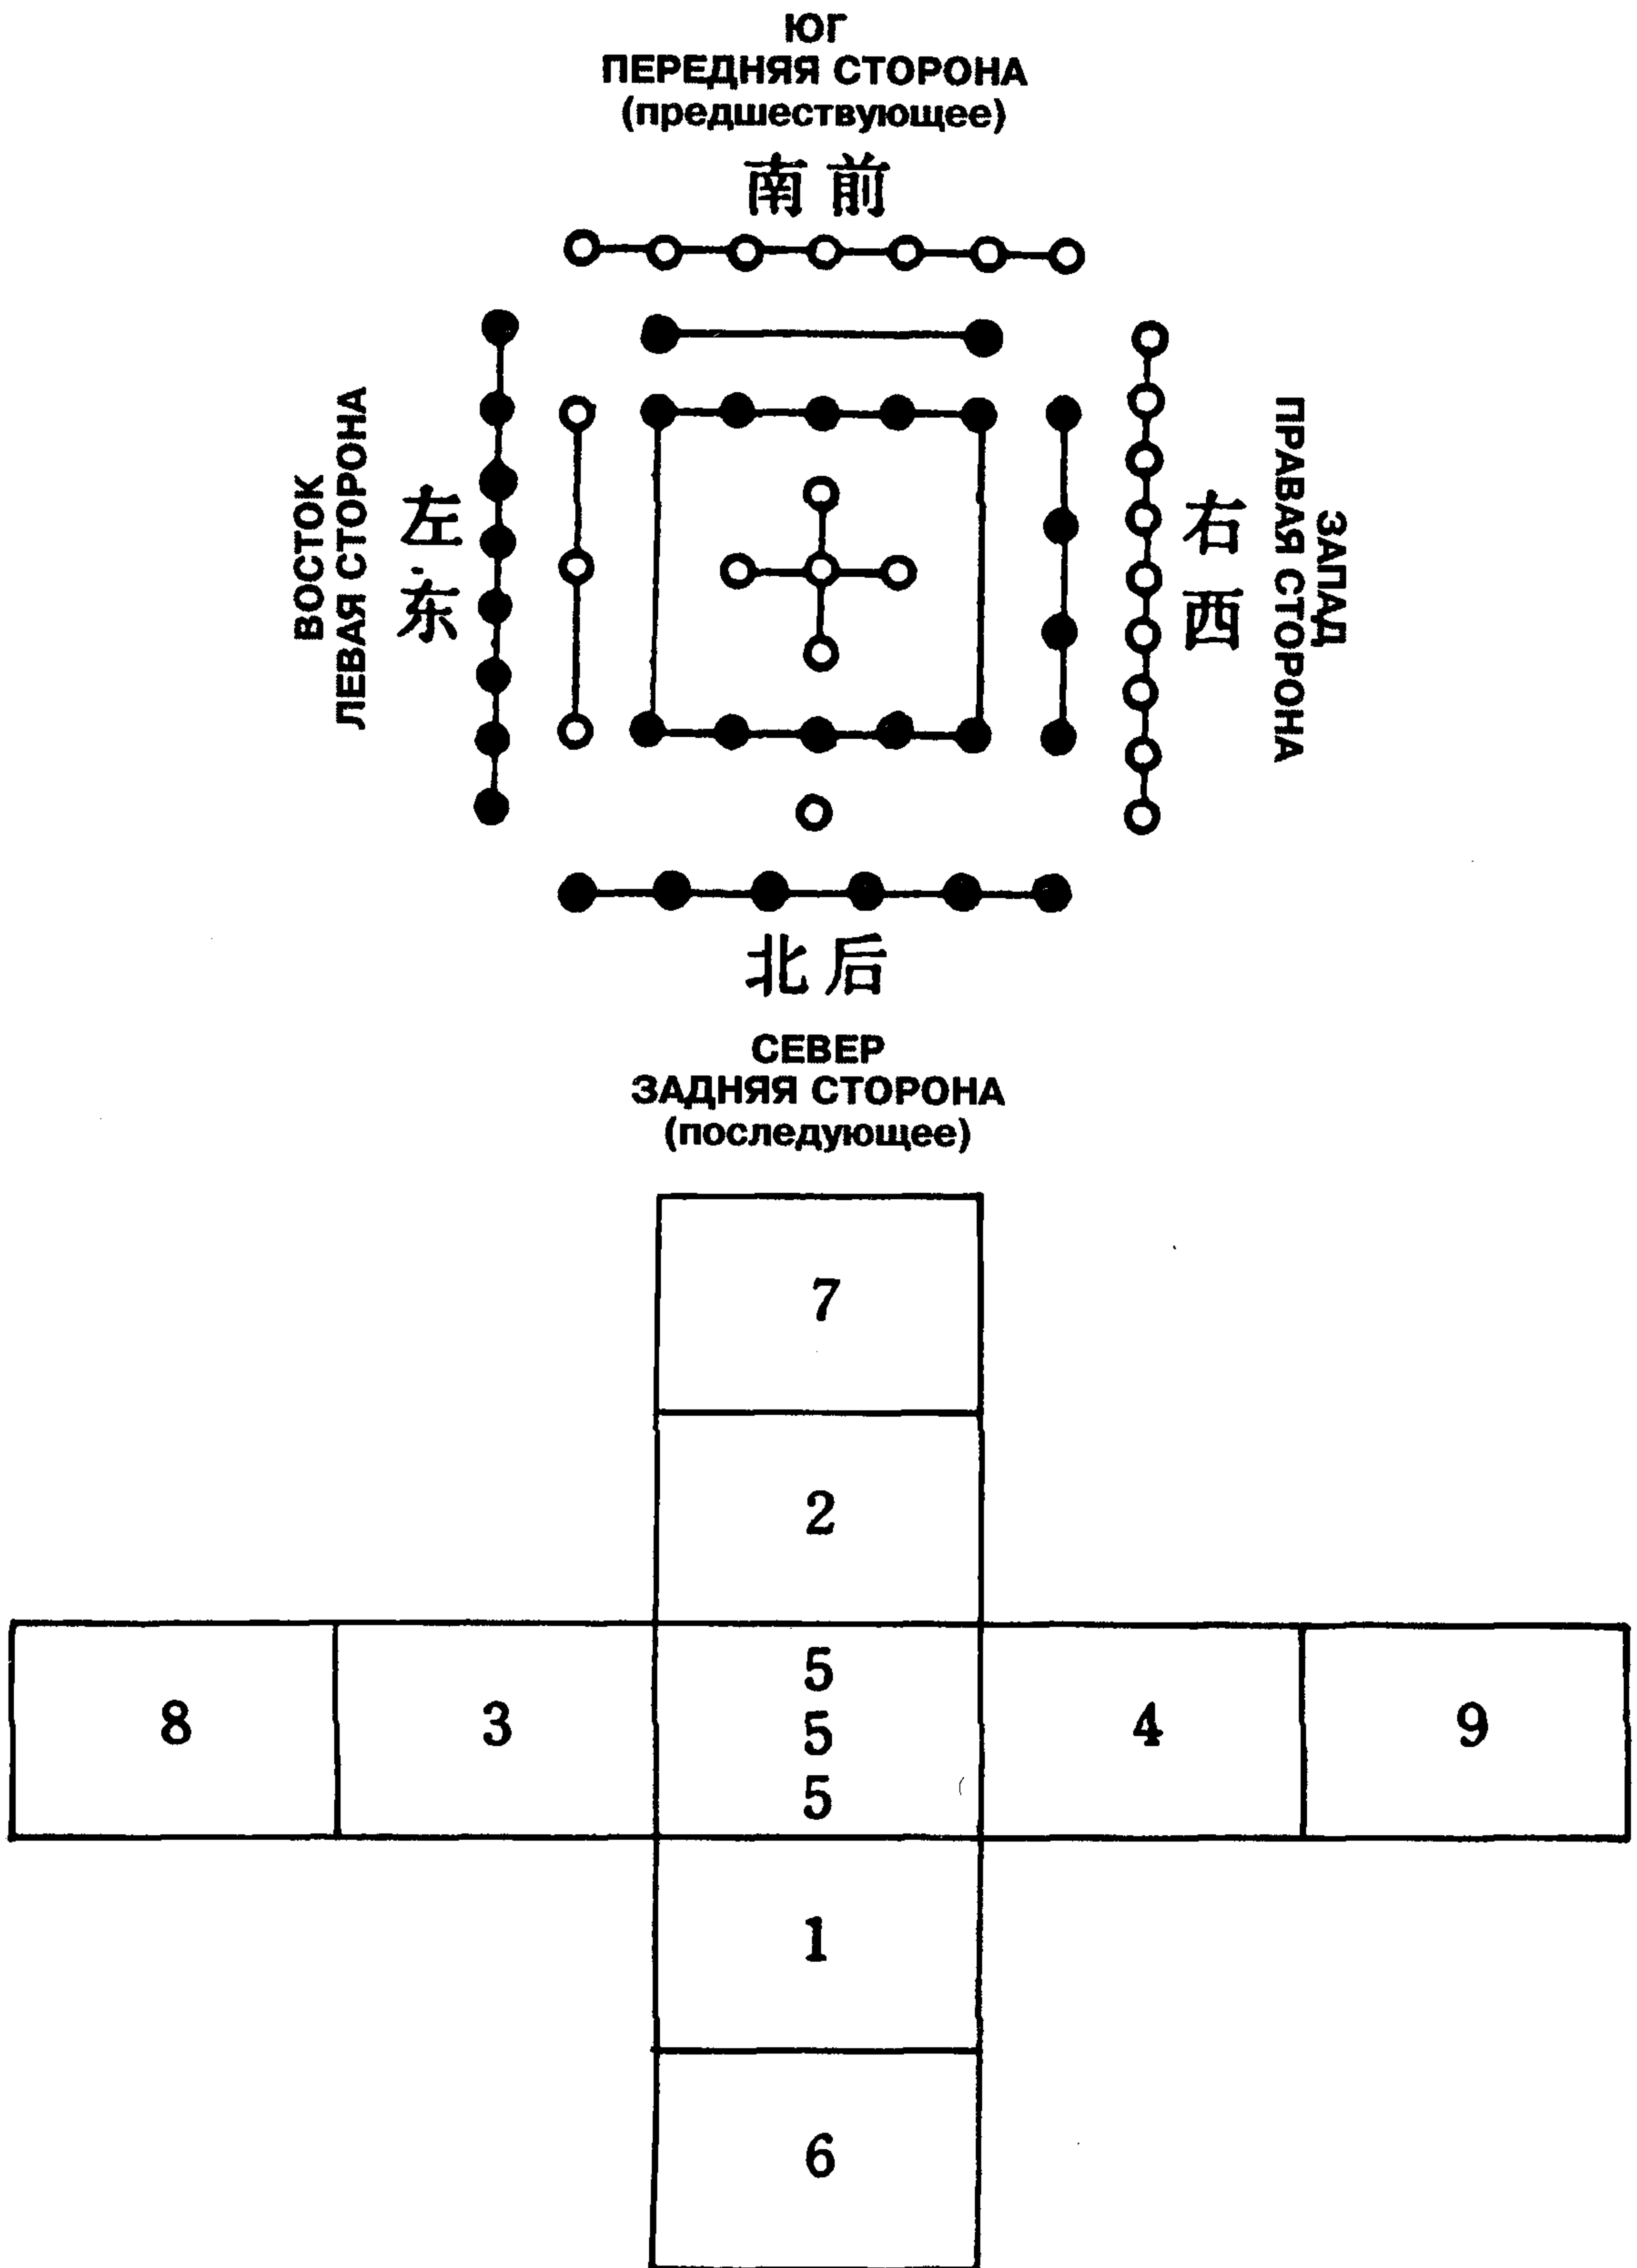 ЮГ
ПЕРЕДНЯЯ СТОРОНА
(предшествующее)
南前
ВОСТОК
ЛЕВАЯ СТОРОНА
左东
右西
ЗАПАД
ПРАВАЯ СТОРОНА
北后
СЕВЕР
ЗАДНЯЯ СТОРОНА
(последующее)
7
2
8 3 5 4 9
5
5
1
6